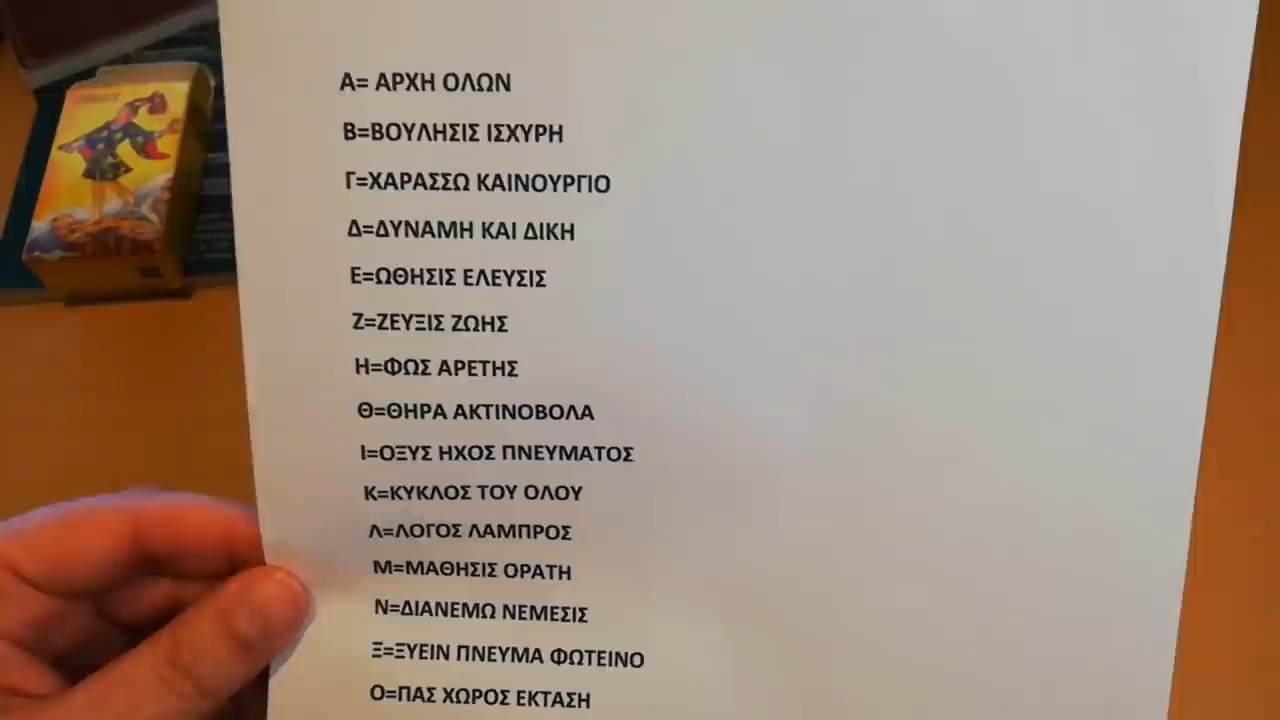 Α= ΑΡΧΗ ΟΛΩΝ
Β=ΒΟΥΛΗΣΙΣ ΙΣΧΥΡΗ
Γ=ΧΑΡΑΣΣΩ ΚΑΙΝΟΥΡΓΙΟ
Δ=ΔΥΝΑΜΗ ΚΑΙ ΔΙΚΗ
Ε=ΩΘΗΣΙΣ ΕΛΕΥΣΙΣ
Ζ=ΖΕΥΞΙΣ ΖΩΗΣ
Η=ΦΩΣ ΑΡΕΤΗΣ
Θ=ΘΗΡΑ ΑΚΤΙΝΟΒΟΛΑ
Ι=ΟΞΥΣ ΗΧΟΣ ΠΝΕΥΜΑΤΟΣ
Κ=ΚΥΚΛΟΣ ΤΟΥ ΟΛΟΥ
Λ=ΛΟΓΟΣ ΛΑΜΠΡΟΣ
Μ=ΜΑΘΗΣΙΣ ΟΡΑΤΗ
Ν=ΔΙΑΝΕΜΩ ΝΕΜΕΣΙΣ
Ξ=ΞΥΕΙΝ ΠΝΕΥΜΑ ΦΩΤΕΙΝΟ
Ο=ΠΑΣ ΧΩΡΟΣ ΕΚΤΑΣΗ